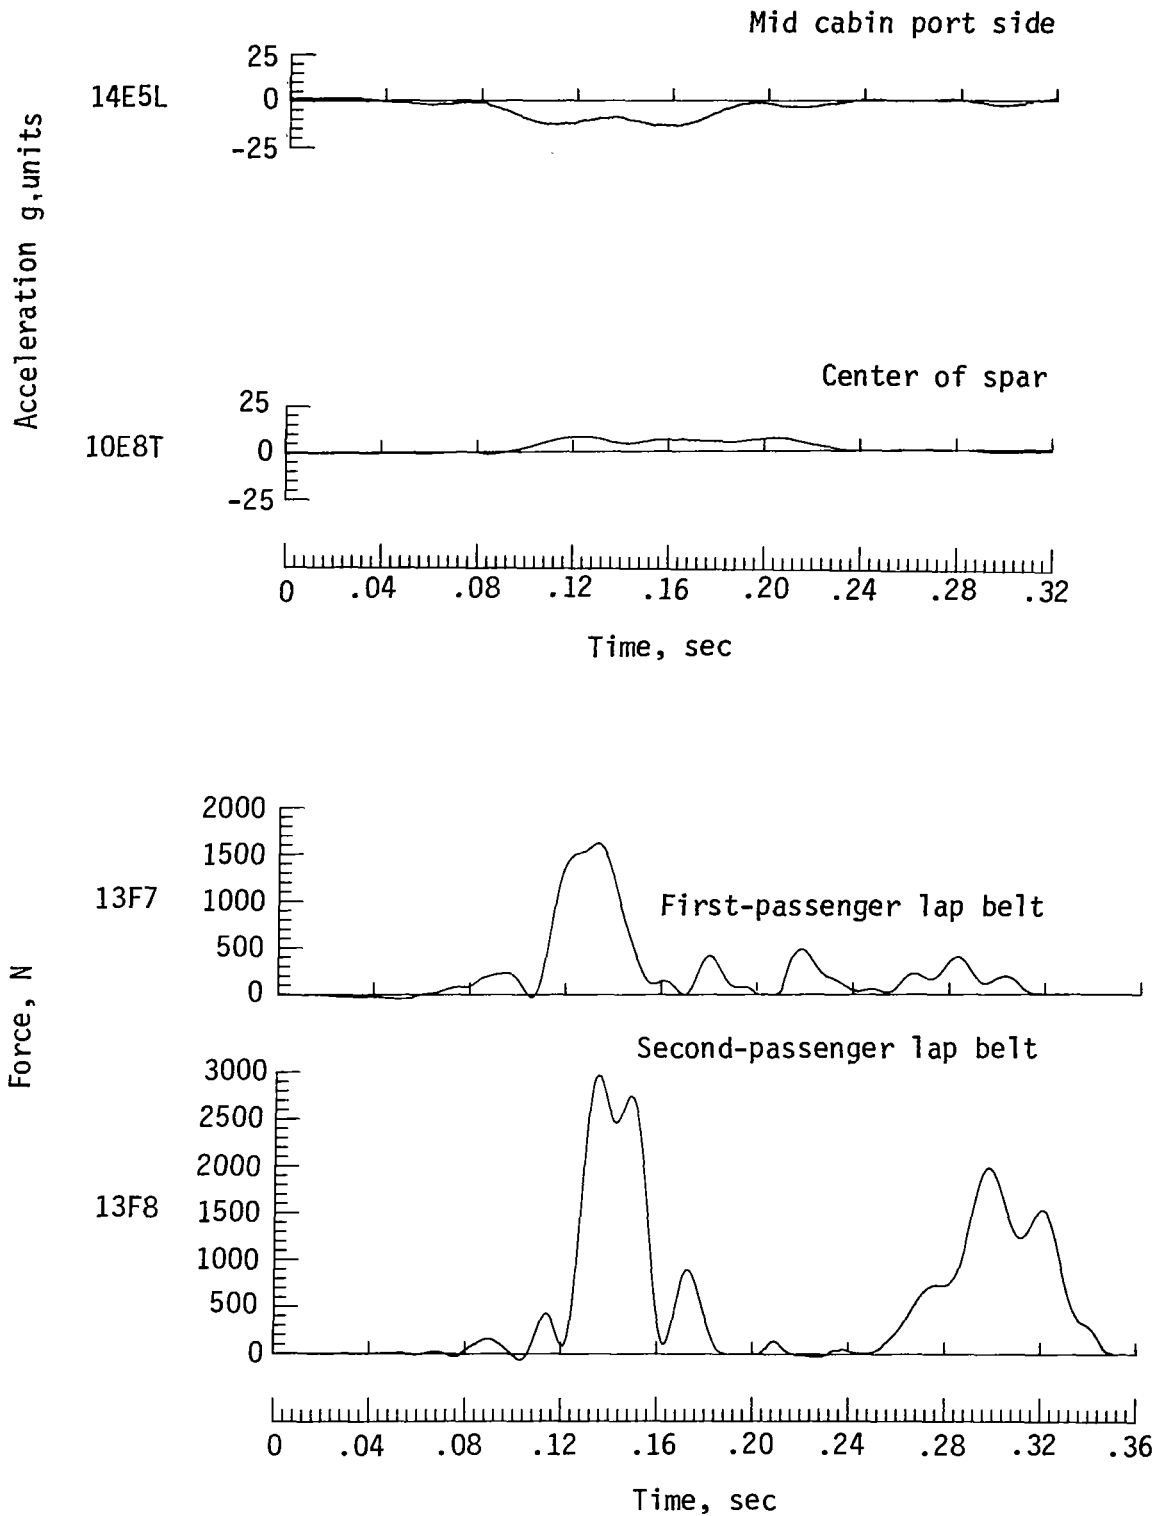 Mid cabin port side
14E5L
25
0
-25
Acceleration g,units
Center of spar
10E8T
25
0
-25
0 .04 .08 .12 .16 .20 .24 .28 .32
Time, sec
2000
1500
13F7
1000
First-passenger lap belt
500
0
Force, N
Second-passenger lap belt
3000
2500
2000
13F8
1500
1000
500
0
0 .04 .08 .12 .16 .20 .24 .28 .32 .36
Time, sec